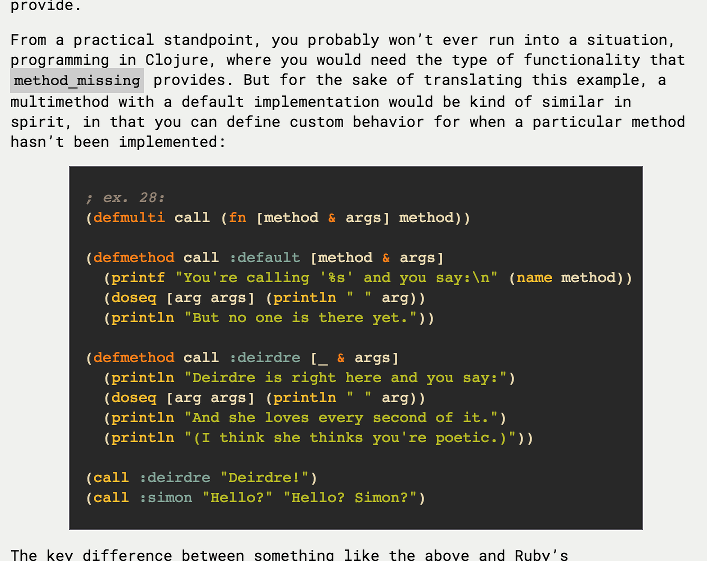 provide.
From a practical standpoint, you probably won’t ever run into a situation,
programming in Clojure, where you would need the type of functionality that
method_missing provides. But for the sake of translating this example, a
multimethod with a default implementation would be kind of similar in
spirit, in that you can define custom behavior for when a particular method
hasn’t been implemented:
; ex. 28:
(defmulti call (fn [method & args] method))
(defmethod call :default [method & args]
  (printf "You're calling '%s' and you say:\n" (name method))
  (doseq [arg args] (println " " arg))
  (println "But no one is there yet."))
(defmethod call :deirdre [_ & args]
  (println "Deirdre is right here and you say:")
  (doseq [arg args] (println " " arg))
  (println "And she loves every second of it.")
  (println "(I think she thinks you're poetic.)"))
(call :deirdre "Deirdre!")
(call :simon "Hello?" "Hello? Simon?")
The key difference between something like the above and Ruby’s